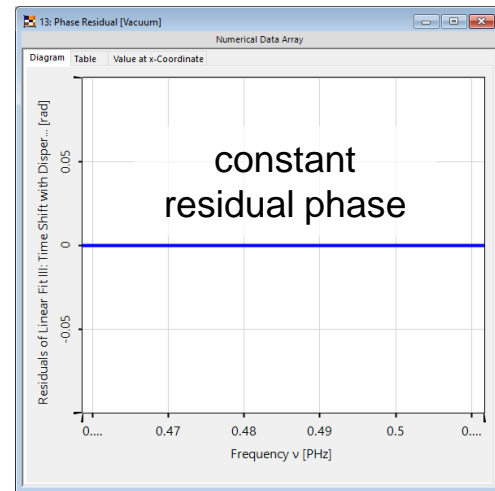 13: Phase Residual [Vacuum]
Numerical Data Array
Diagram Table Value at x-Coordinate
Residuals of Linear Fit III: Time Shift with Disper... [rad]
0.05
0
-0.05
constant
residual phase
0.... 0.47 0.48 0.49 0.5 0....
Frequency ν [PHz]